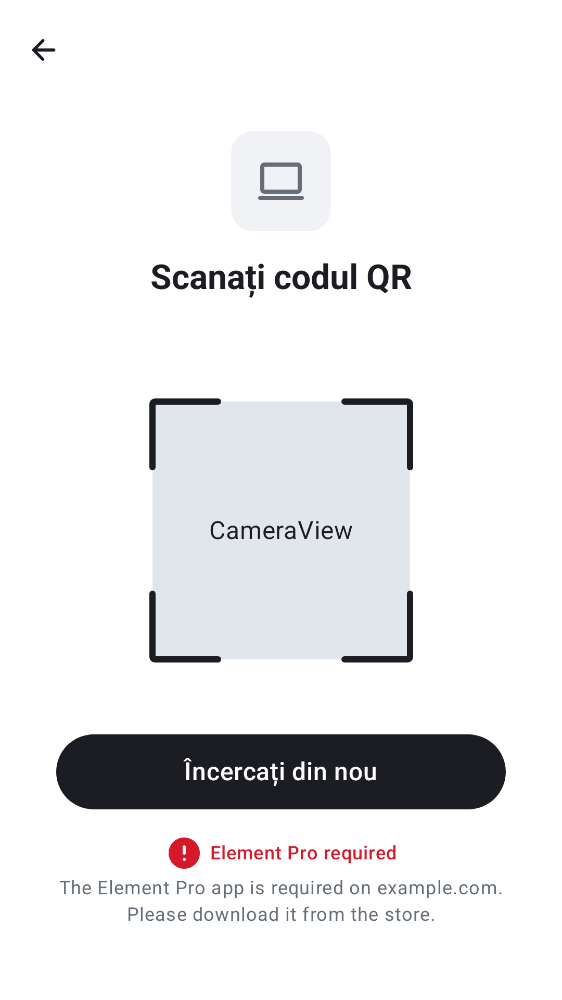 Scanați codul QR
CameraView
Încercați din nou
Element Pro required
The Element Pro app is required on example.com.
Please download it from the store.